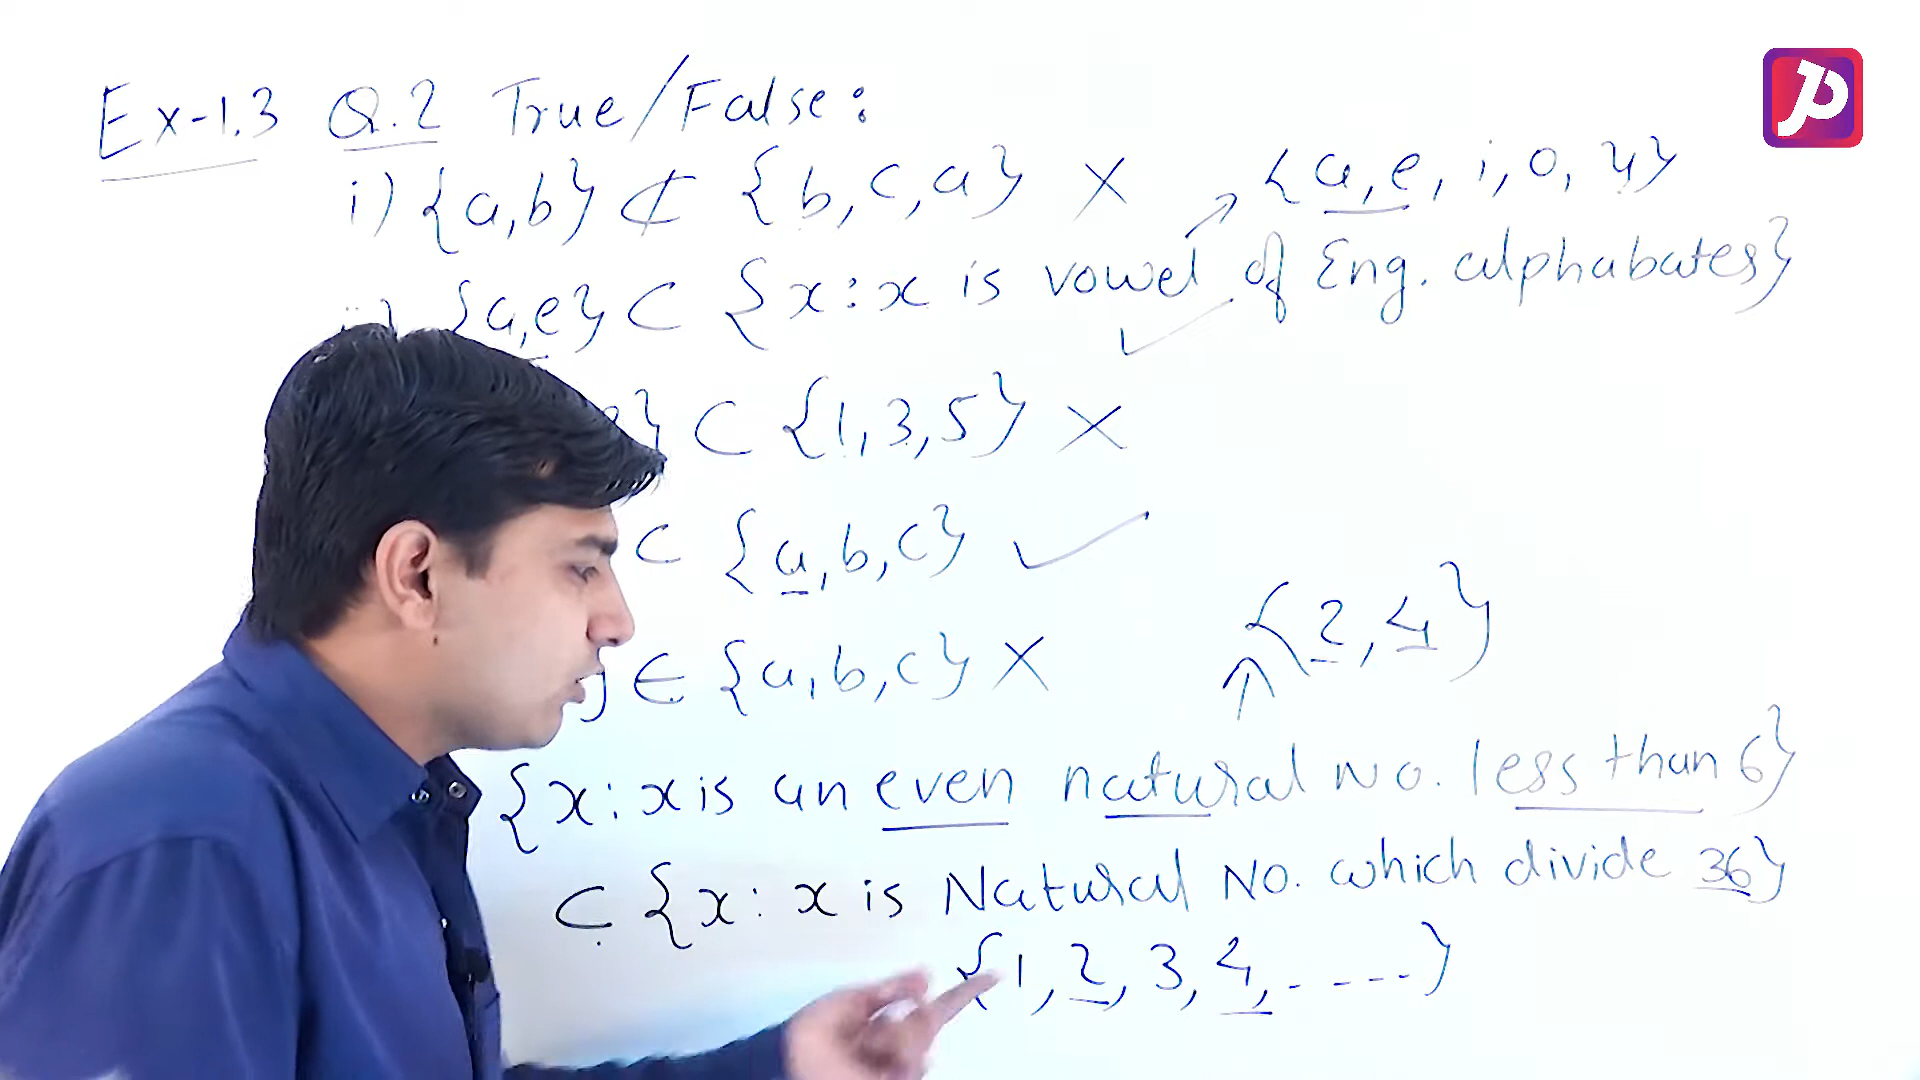 Ex-1.3 Q.2 True/False:
i) {a,b} ⊄ {b,c,a} ✗ {a,e,i,o,u}
{a,e} ⊂ {x:x is vowel of Eng. alphabates} ✓
} ⊂ {1,3,5} ✗
⊂ {a,b,c} ✓
∈ {a,b,c} ✗
{2,4}
{x:x is an even natural No. less than 6}
⊂ {x: x is Natural No. which divide 36}
{1,2,3,4,-----}